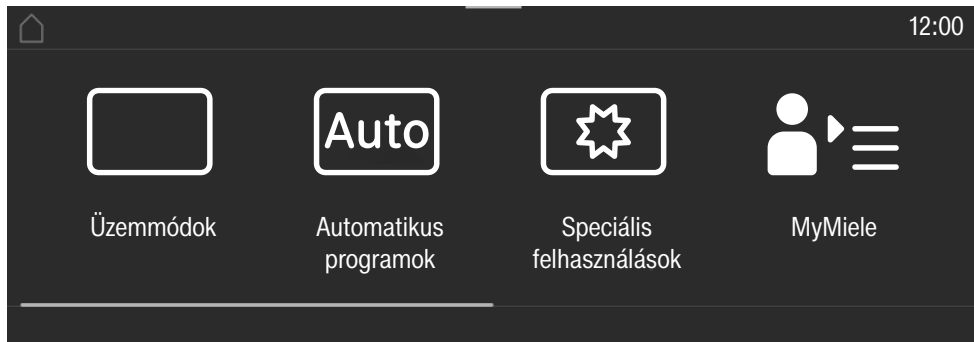 12:00
Auto
Üzemmódok
Automatikus
programok
Speciális
felhasználások
MyMiele